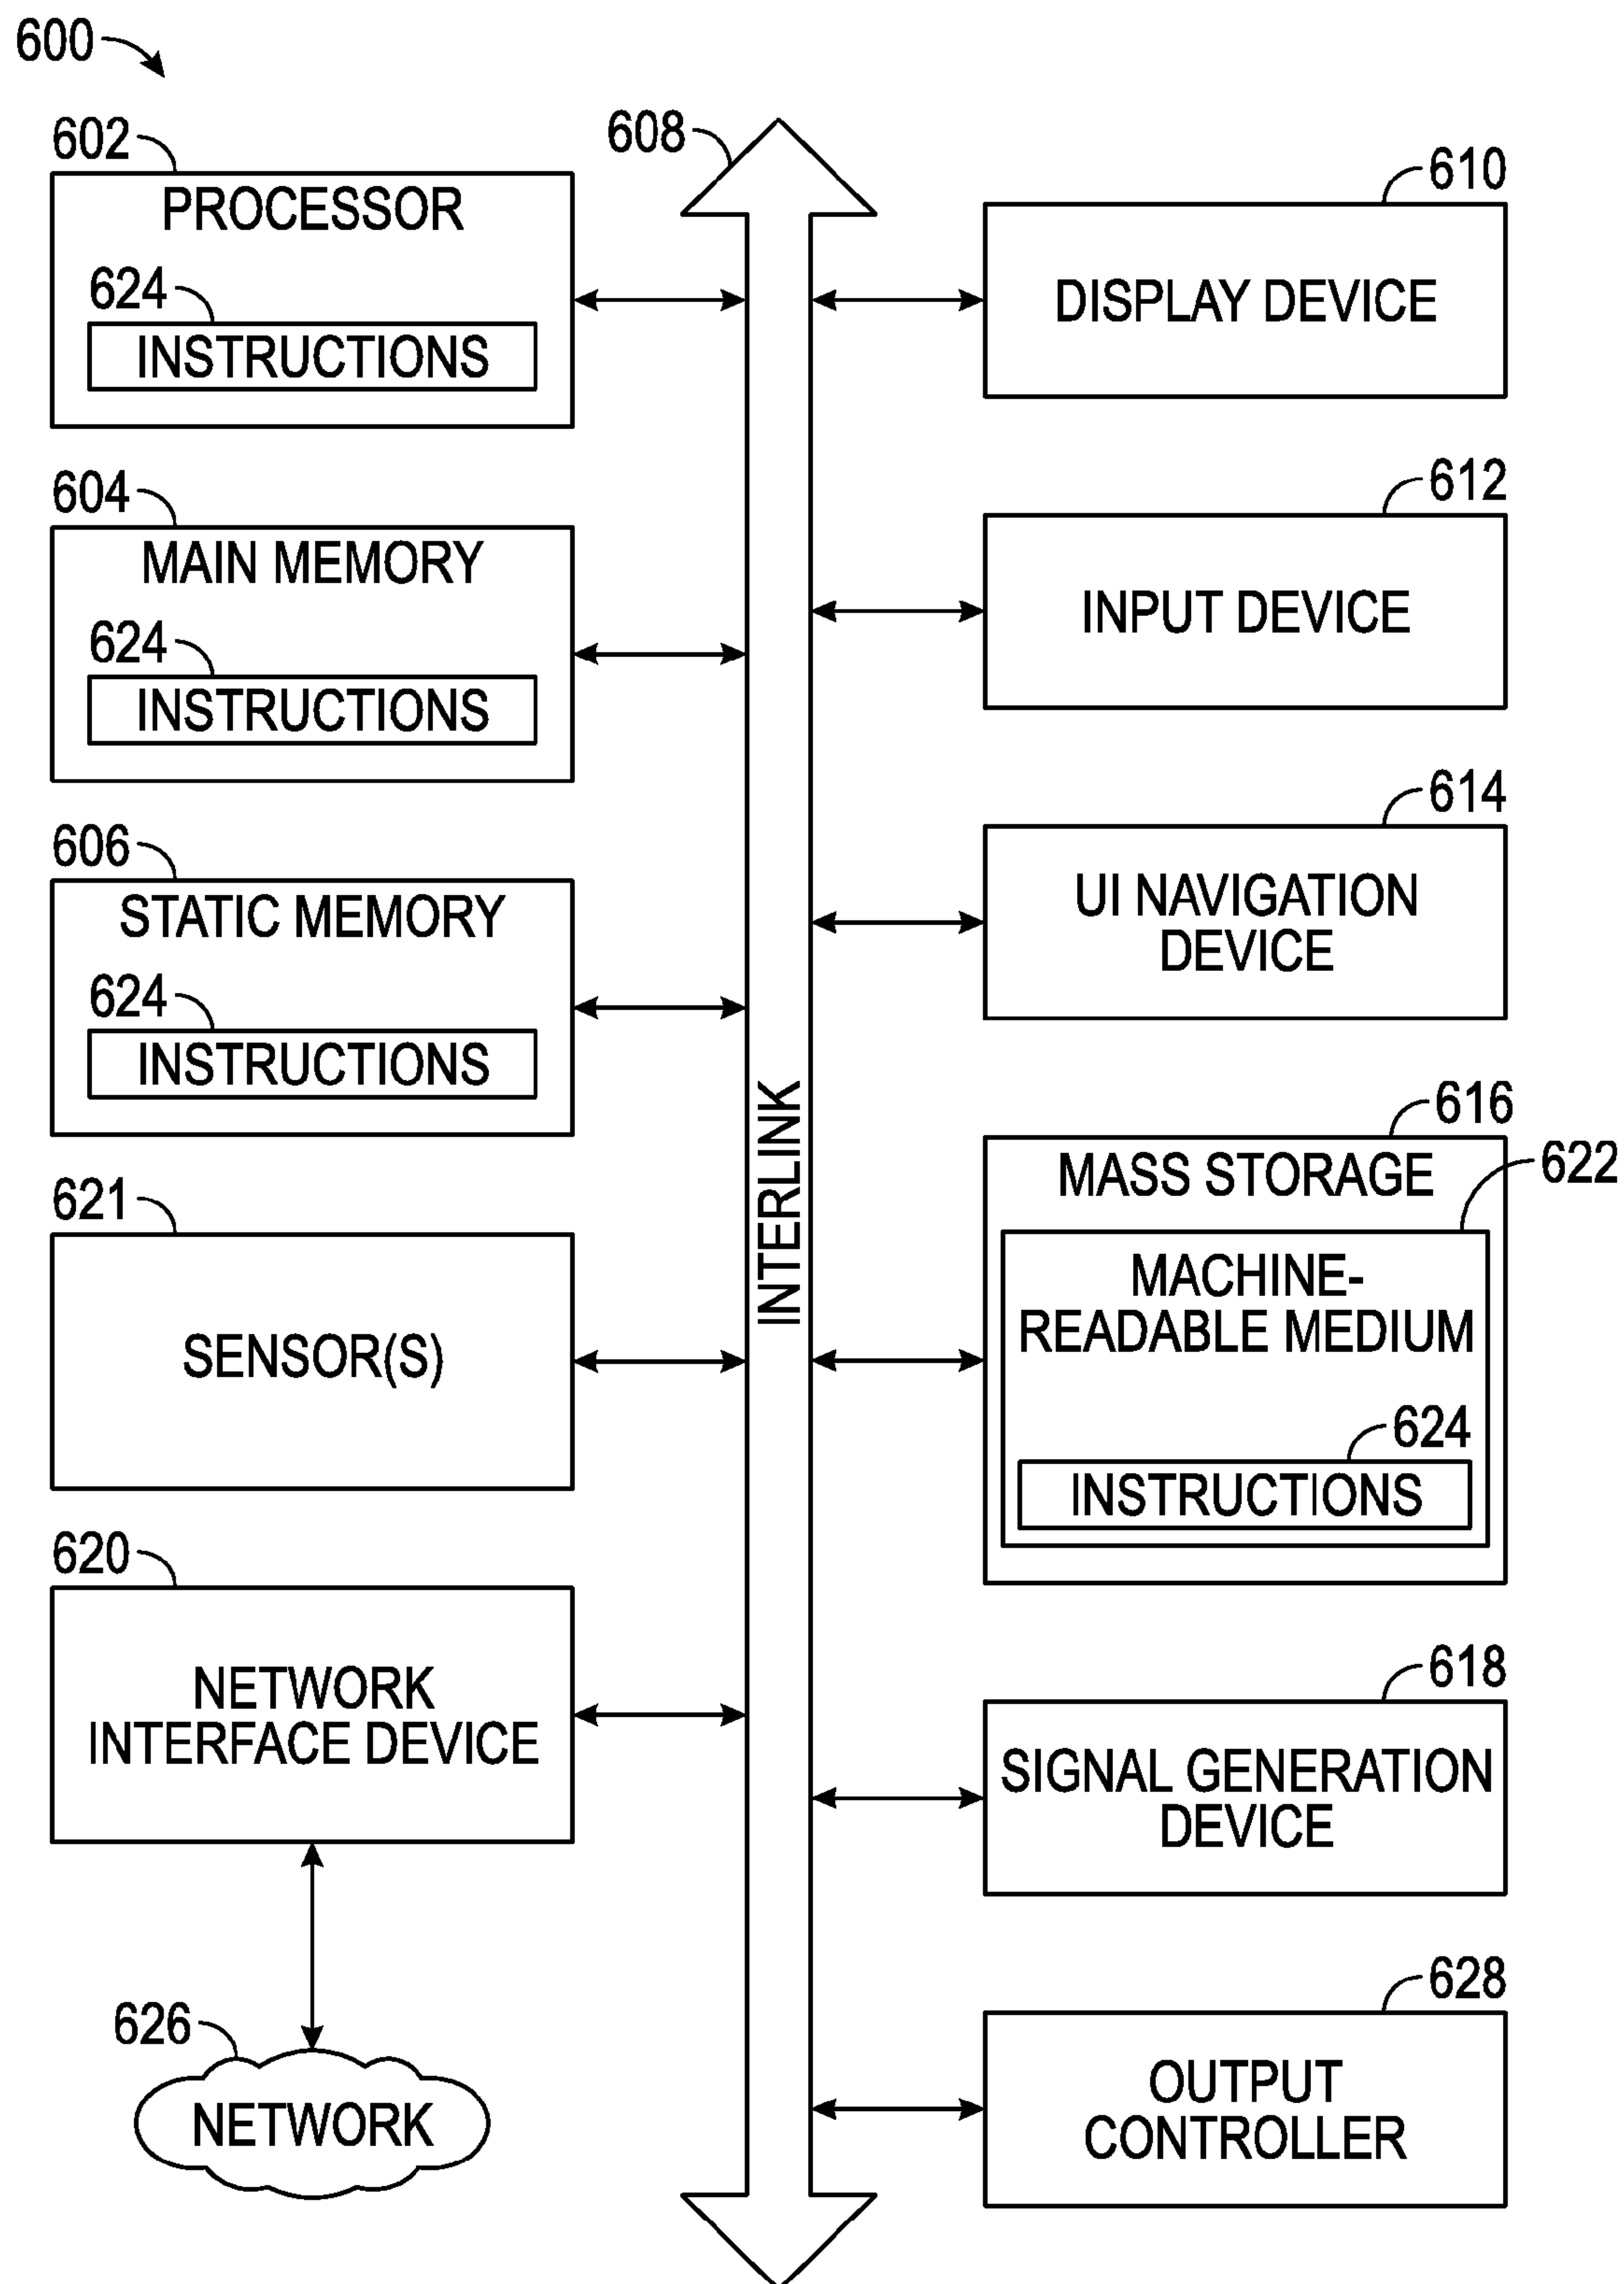 600
602
PROCESSOR
624
INSTRUCTIONS
604
MAIN MEMORY
624
INSTRUCTIONS
606
STATIC MEMORY
624
INSTRUCTIONS
621
SENSOR(S)
620
NETWORK
INTERFACE DEVICE
626
NETWORK
608
INTERLINK
610
DISPLAY DEVICE
612
INPUT DEVICE
614
UI NAVIGATION
DEVICE
616
MASS STORAGE
622
MACHINE-
READABLE MEDIUM
624
INSTRUCTIONS
618
SIGNAL GENERATION
DEVICE
628
OUTPUT
CONTROLLER